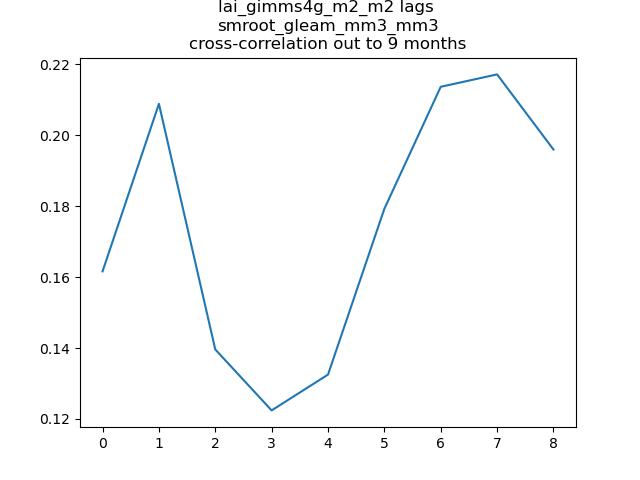 lai_gimms4g_m2_m2 lags
smroot_gleam_mm3_mm3
cross-correlation out to 9 months
0.22
0.20
0.18
0.16
0.14
0.12
0 1 2 3 4 5 6 7 8